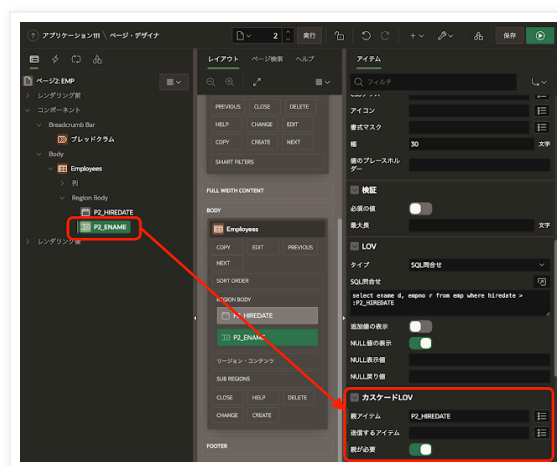 アプリケーション111 \ ページ・デザイナ
2
実行
保存
ページ2: EMP
レンダリング前
コンポーネント
Breadcrumb Bar
ブレッドクラム
Body
Employees
列
Region Body
P2_HIREDATE
P2_ENAME
レンダリング後
レイアウト ページ検索 ヘルプ
PREVIOUS CLOSE DELETE
HELP CHANGE EDIT
COPY CREATE NEXT
SMART FILTERS
FULL WIDTH CONTENT
BODY
Employees
COPY EDIT PREVIOUS
NEXT
SORT ORDER
REGION BODY
P2_HIREDATE
P2_ENAME
リージョン・コンテンツ
SUB REGIONS
CLOSE HELP DELETE
CHANGE CREATE
FOOTER
アイテム
フィルタ
アイコン
書式マスク
幅 30 文字
値のプレースホル
ダー
検証
必須の値
最大長 文字
LOV
タイプ SQL問合せ
SQL問合せ
select ename d, empno r from emp where hiredate >
:P2_HIREDATE
追加値の表示
NULL値の表示
NULL表示値
NULL戻り値
カスケードLOV
親アイテム P2_HIREDATE
送信するアイテム
親が必要